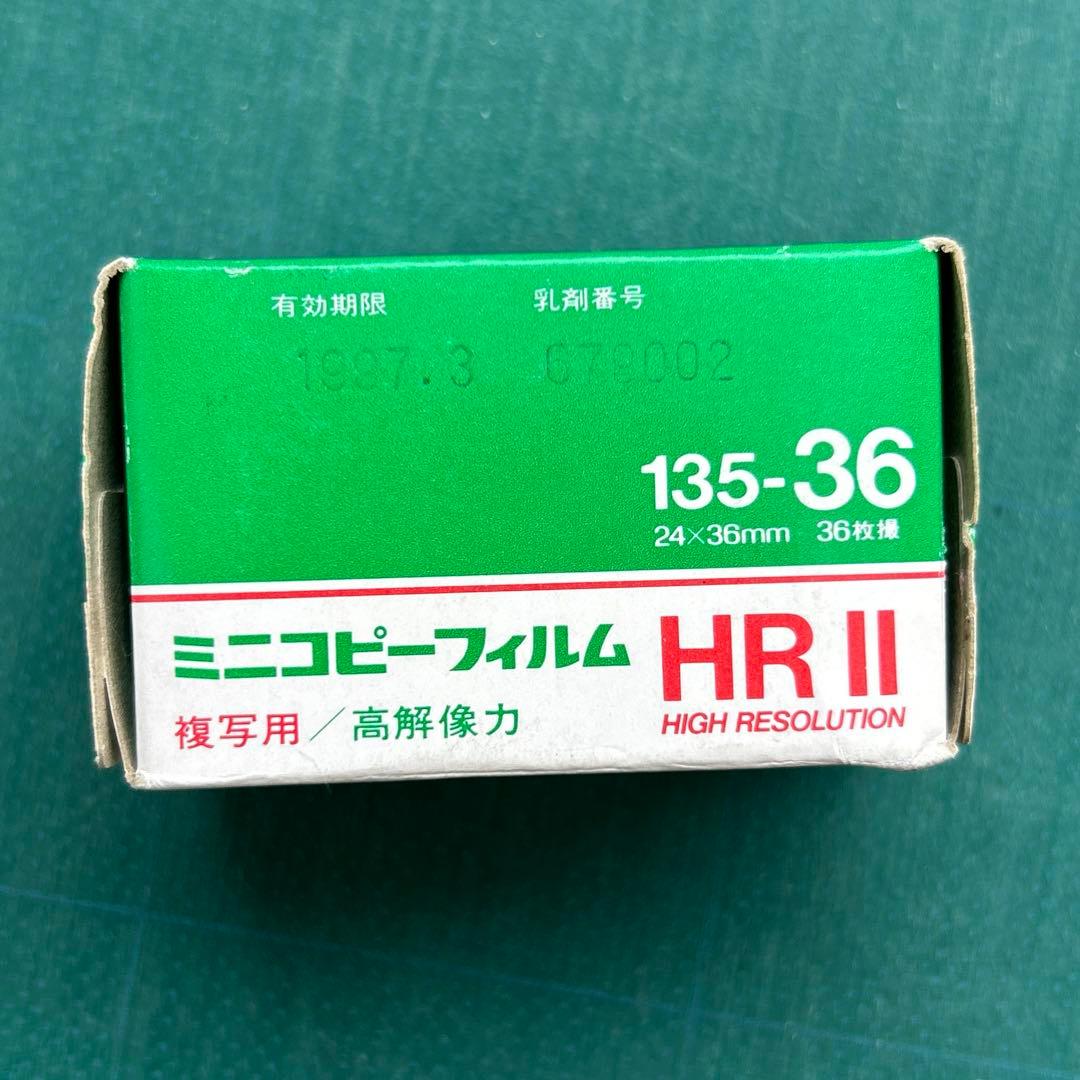 有効期限 乳剤番号
135-36
24×36mm 36枚撮
ミニコピーフィルム HR II
複写用/高解像力 HIGH RESOLUTION